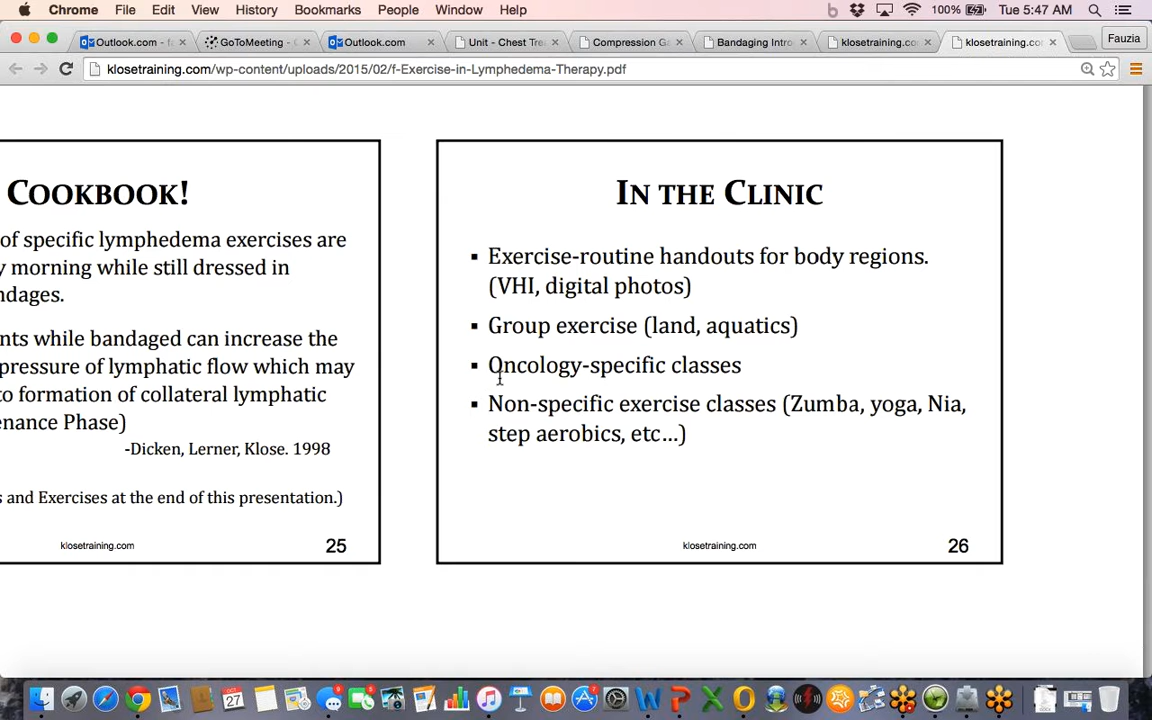 Chrome File Edit View History Bookmarks People Window Help 100% Tue 5:47 AM
Outlook.com - f GoToMeeting - Outlook.com Unit - Chest Tre Compression Ga Bandaging Intro klosetraining.co klosetraining.co Fauzia
klosetraining.com/wp-content/uploads/2015/02/f-Exercise-in-Lymphedema-Therapy.pdf
COOKBOOK!
of specific lymphedema exercises are
y morning while still dressed in
ndages.
nts while bandaged can increase the
pressure of lymphatic flow which may
to formation of collateral lymphatic
enance Phase)
-Dicken, Lerner, Klose. 1998
s and Exercises at the end of this presentation.)
klosetraining.com 25
IN THE CLINIC
▪ Exercise-routine handouts for body regions.
(VHI, digital photos)
▪ Group exercise (land, aquatics)
▪ Oncology-specific classes
▪ Non-specific exercise classes (Zumba, yoga, Nia,
step aerobics, etc…)
klosetraining.com 26